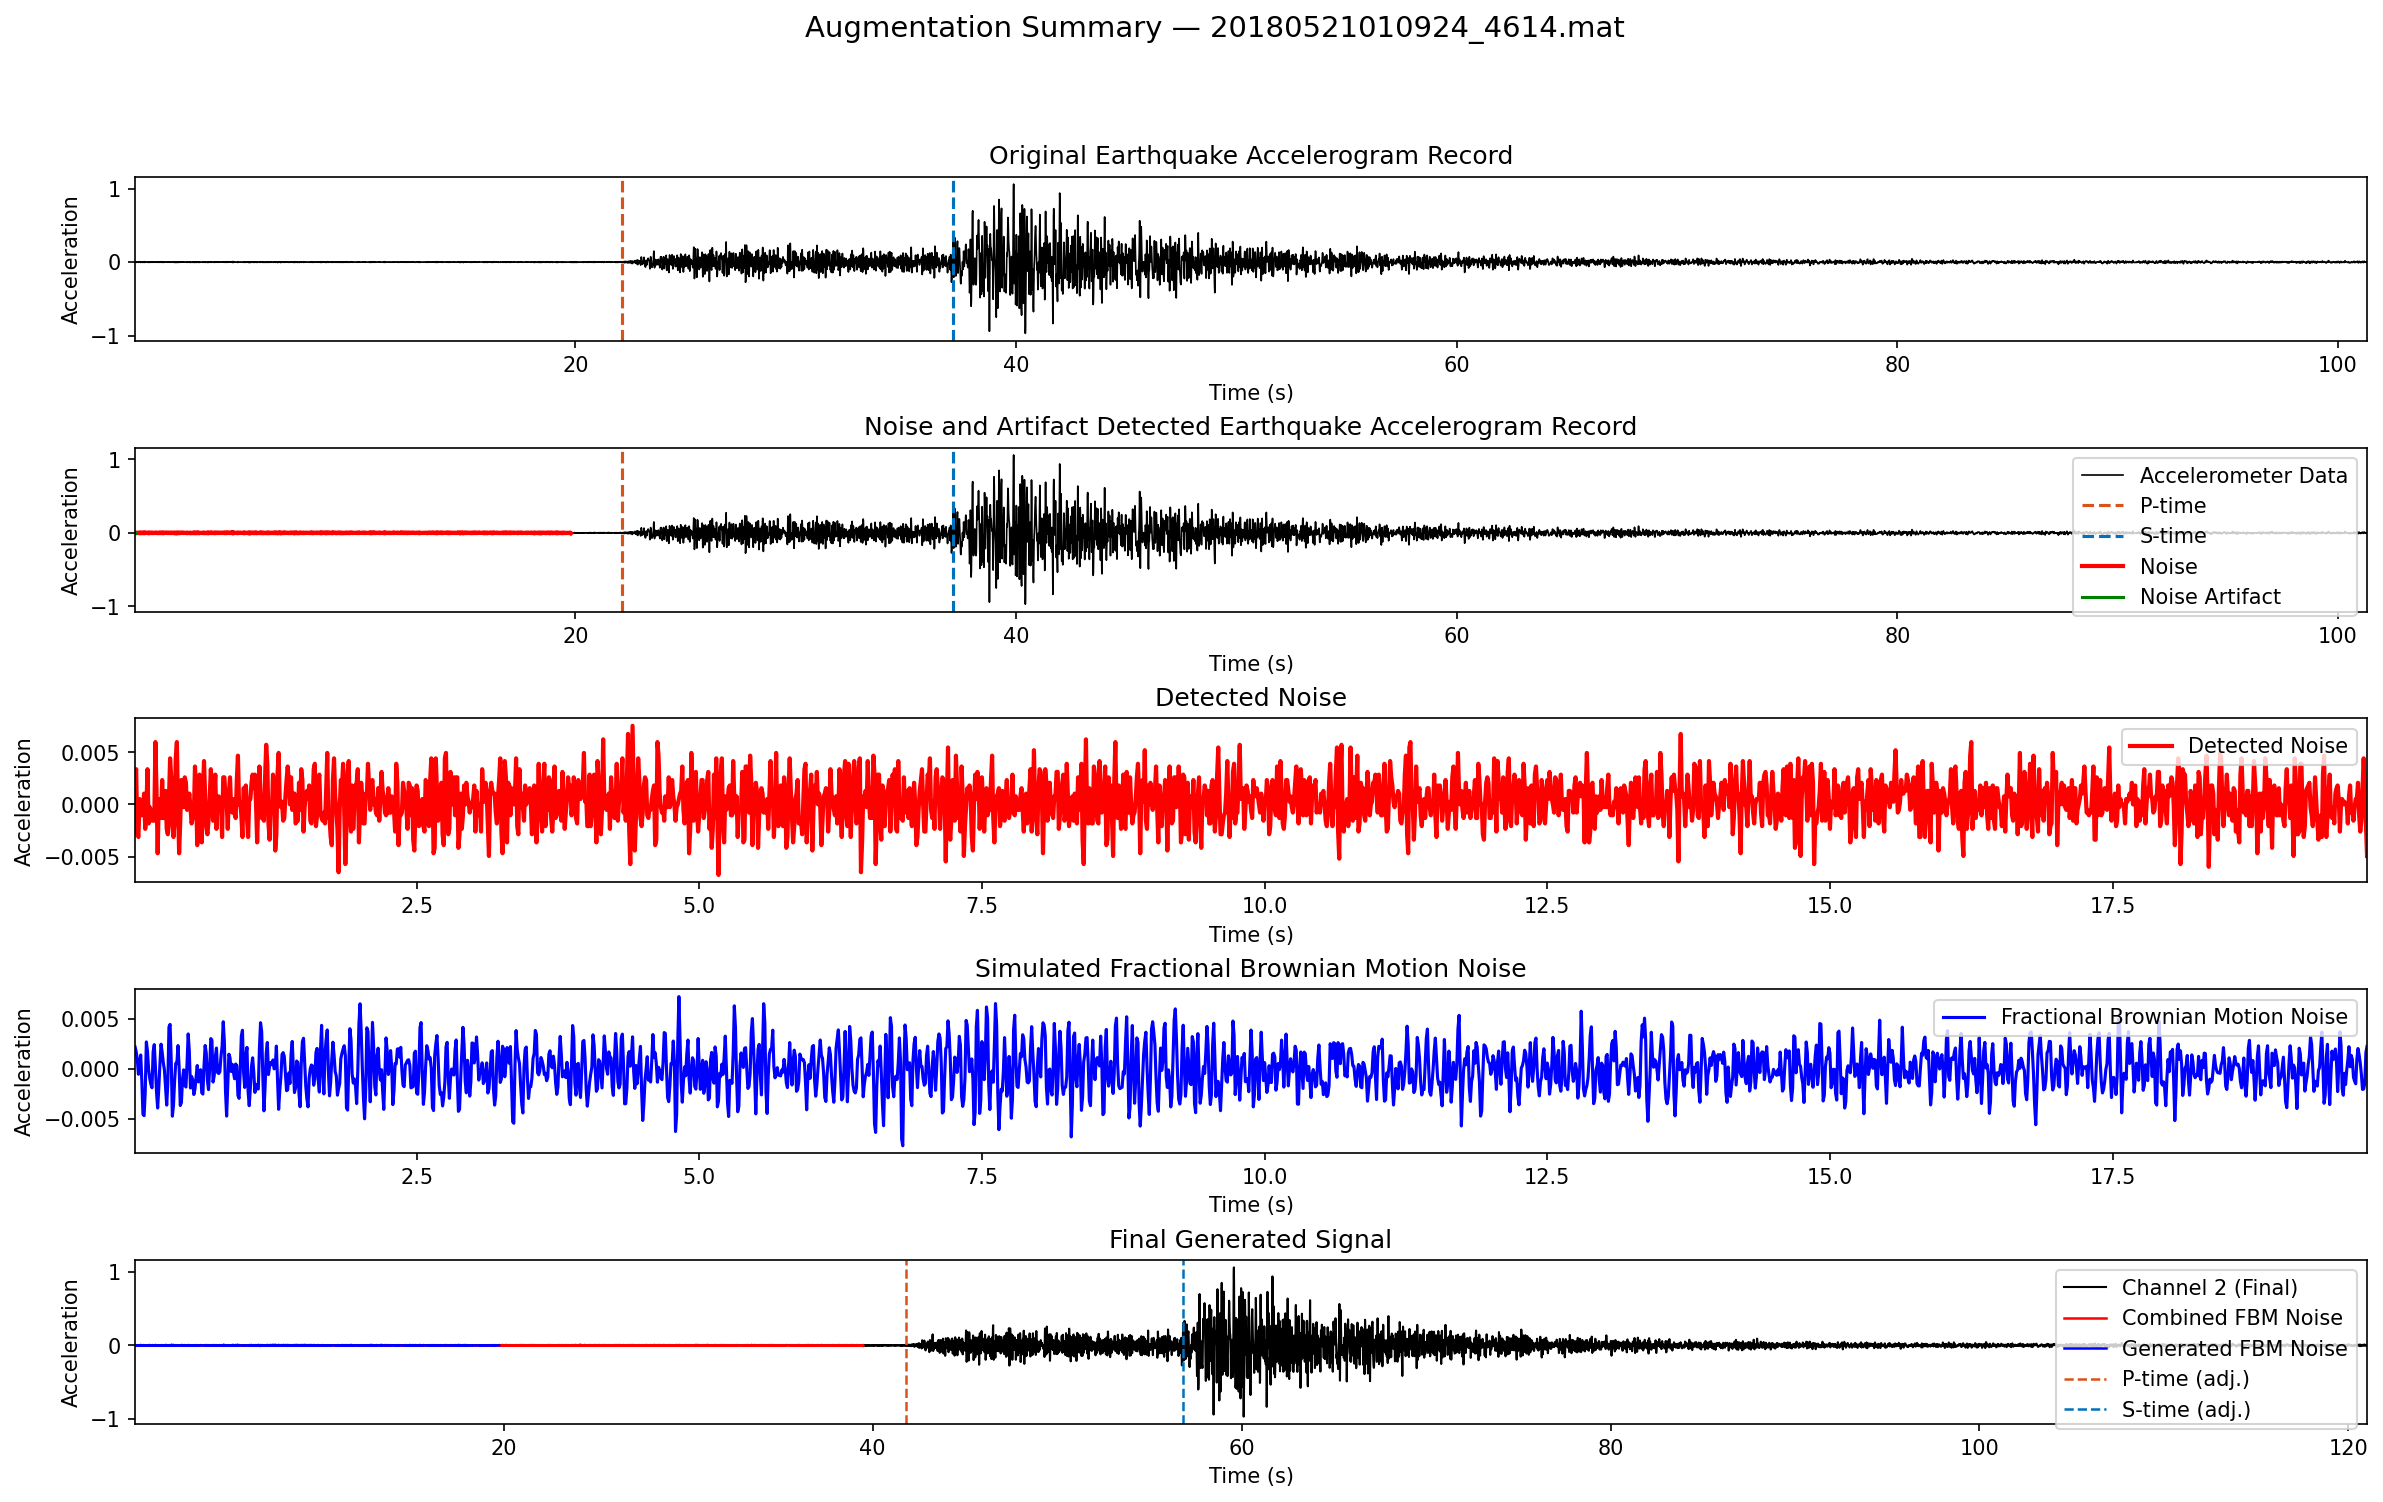 Augmentation Summary — 20180521010924_4614.mat
Original Earthquake Accelerogram Record
Acceleration
1
0
−1
20 40 60 80 100
Time (s)
Noise and Artifact Detected Earthquake Accelerogram Record
Acceleration
1
0
−1
Accelerometer Data
P-time
S-time
Noise
Noise Artifact
20 40 60 80 100
Time (s)
Detected Noise
Acceleration
0.005
0.000
−0.005
Detected Noise
2.5 5.0 7.5 10.0 12.5 15.0 17.5
Time (s)
Simulated Fractional Brownian Motion Noise
Acceleration
0.005
0.000
−0.005
Fractional Brownian Motion Noise
2.5 5.0 7.5 10.0 12.5 15.0 17.5
Time (s)
Final Generated Signal
Acceleration
1
0
−1
Channel 2 (Final)
Combined FBM Noise
Generated FBM Noise
P-time (adj.)
S-time (adj.)
20 40 60 80 100 120
Time (s)